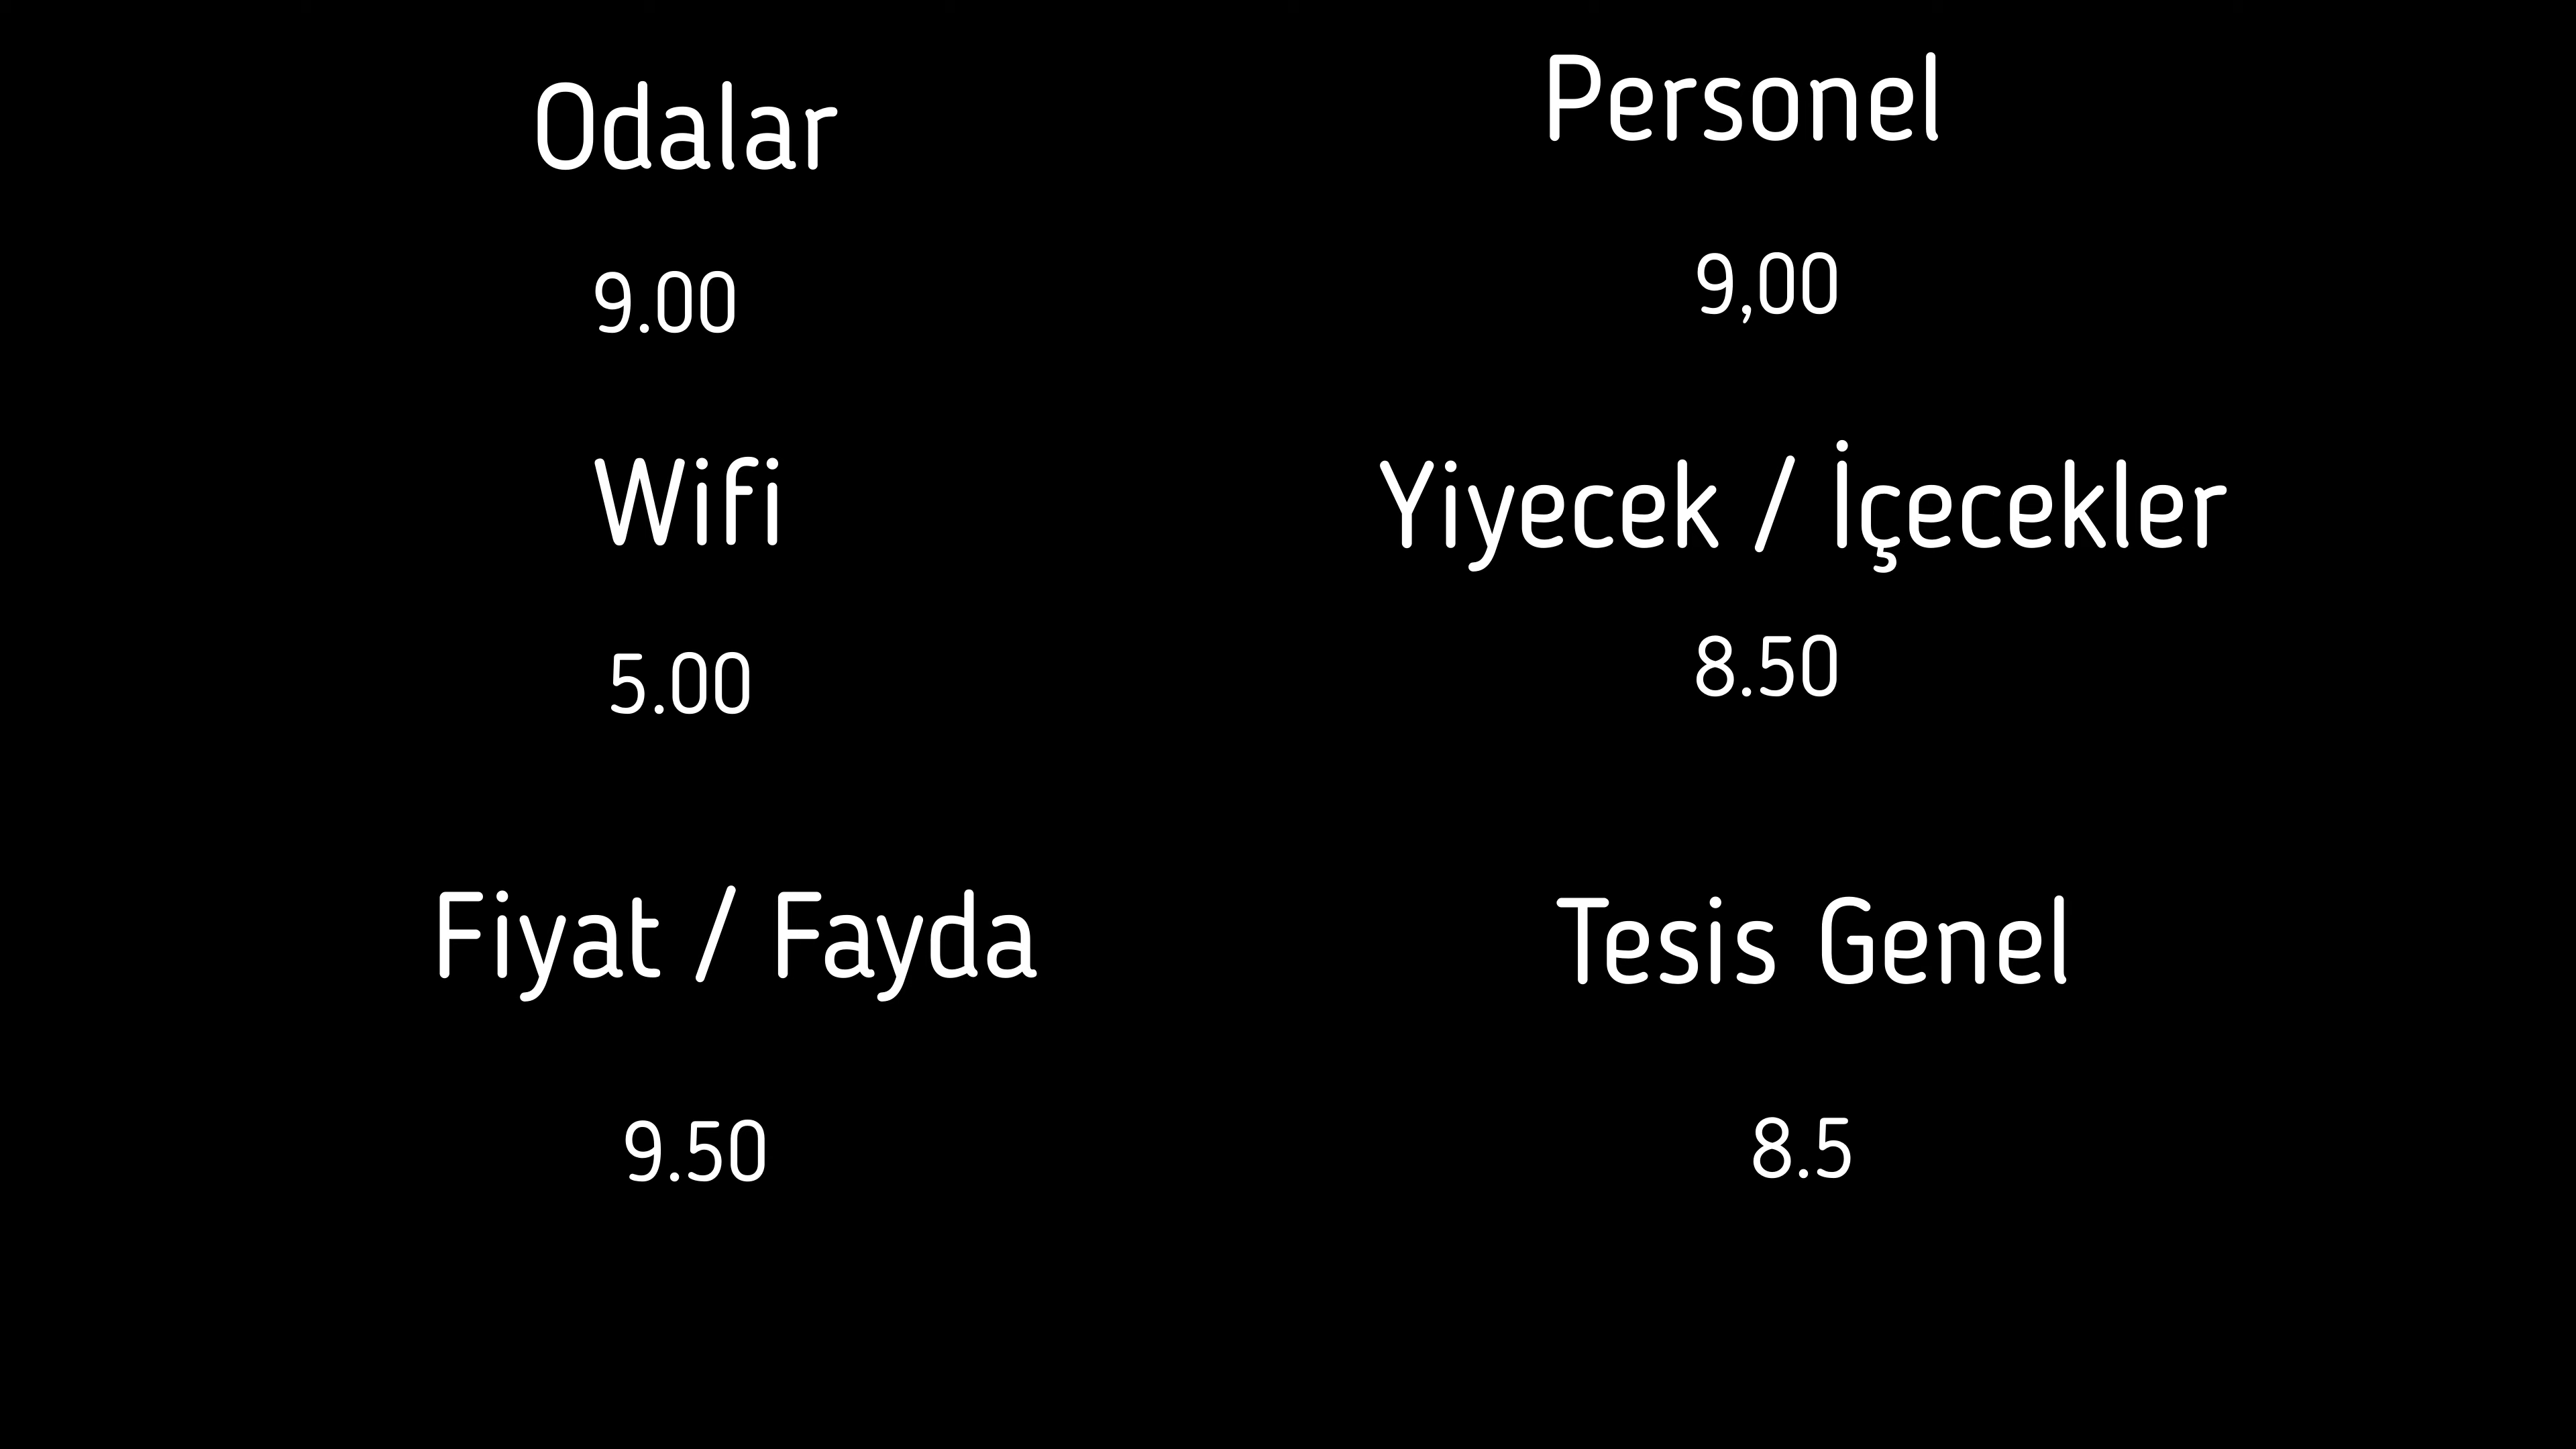 Odalar
Personel
9.00
9,00
Wifi
Yiyecek / İçecekler
5.00
8.50
Fiyat / Fayda
Tesis Genel
9.50
8.5